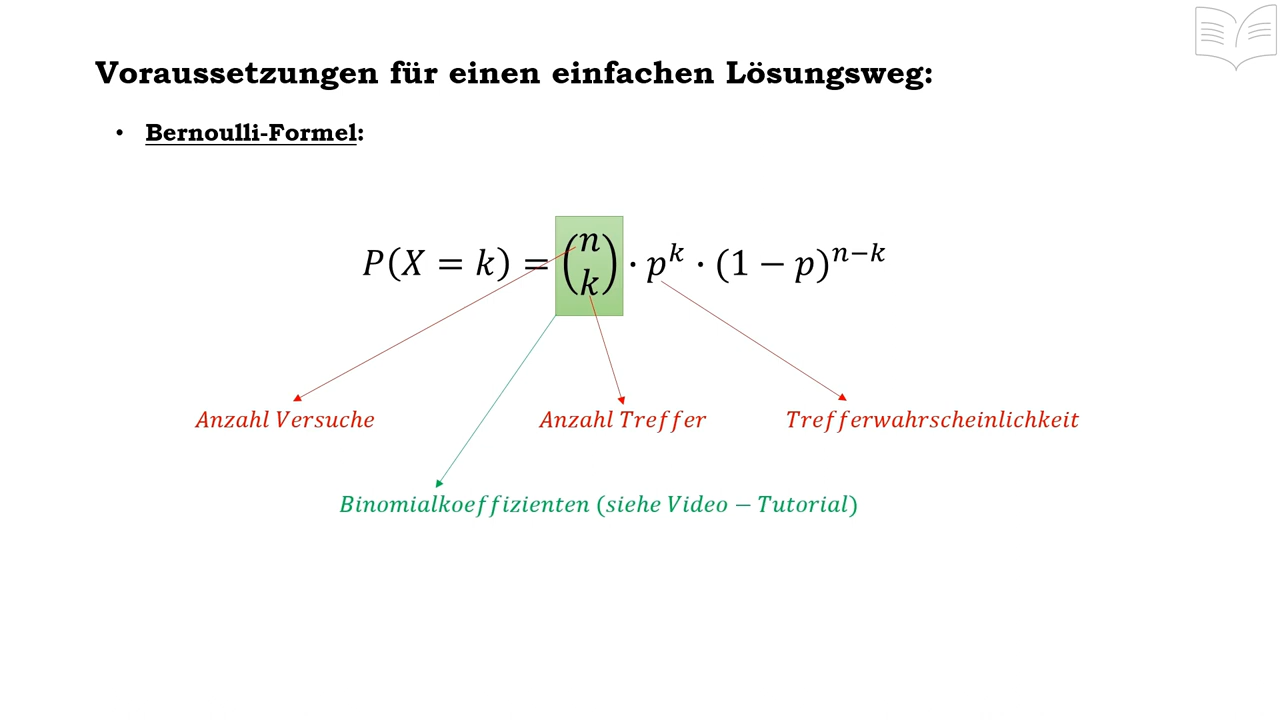 Voraussetzungen für einen einfachen Lösungsweg:
• Bernoulli-Formel:
P(X = k) = (n k) · p^k · (1 − p)^{n−k}
Anzahl Versuche Anzahl Treffer Trefferwahrscheinlichkeit
Binomialkoeffizienten (siehe Video − Tutorial)